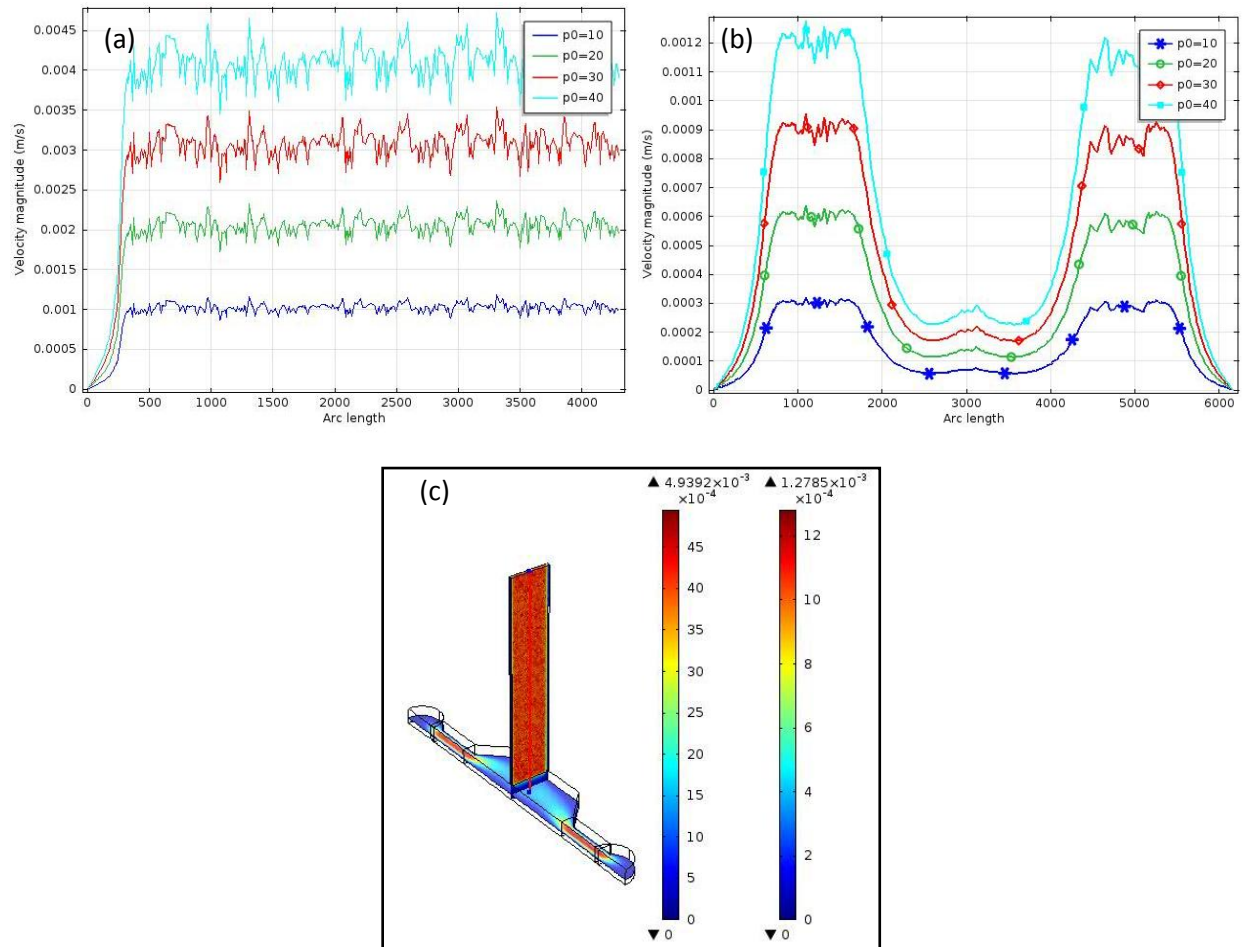 (a)
p0=10
p0=20
p0=30
p0=40
Velocity magnitude (m/s)
0.0045
0.004
0.0035
0.003
0.0025
0.002
0.0015
0.001
0.0005
0
0 500 1000 1500 2000 2500 3000 3500 4000
Arc length
(b)
p0=10
p0=20
p0=30
p0=40
Velocity magnitude (m/s)
0.0012
0.0011
0.001
0.0009
0.0008
0.0007
0.0006
0.0005
0.0004
0.0003
0.0002
0.0001
0
0 1000 2000 3000 4000 5000 6000
Arc length
(c)
▲ 4.9392×10⁻³
×10⁻⁴
45
40
35
30
25
20
15
10
5
0
▼ 0
▲ 1.2785×10⁻³
×10⁻⁴
12
10
8
6
4
2
0
▼ 0